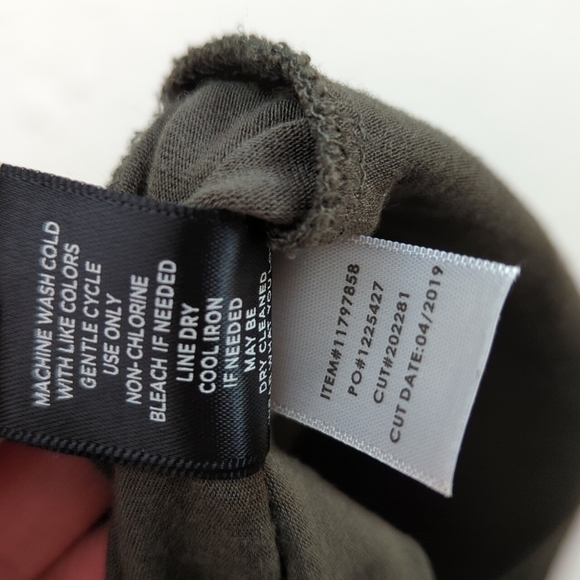 MACHINE WASH COLD
WITH LIKE COLORS
GENTLE CYCLE
USE ONLY
NON-CHLORINE
BLEACH IF NEEDED
LINE DRY
COOL IRON
IF NEEDED
MAY BE
DRY CLEANED
ITEM#11797858
PO#1225427
CUT#202281
CUT DATE:04/2019